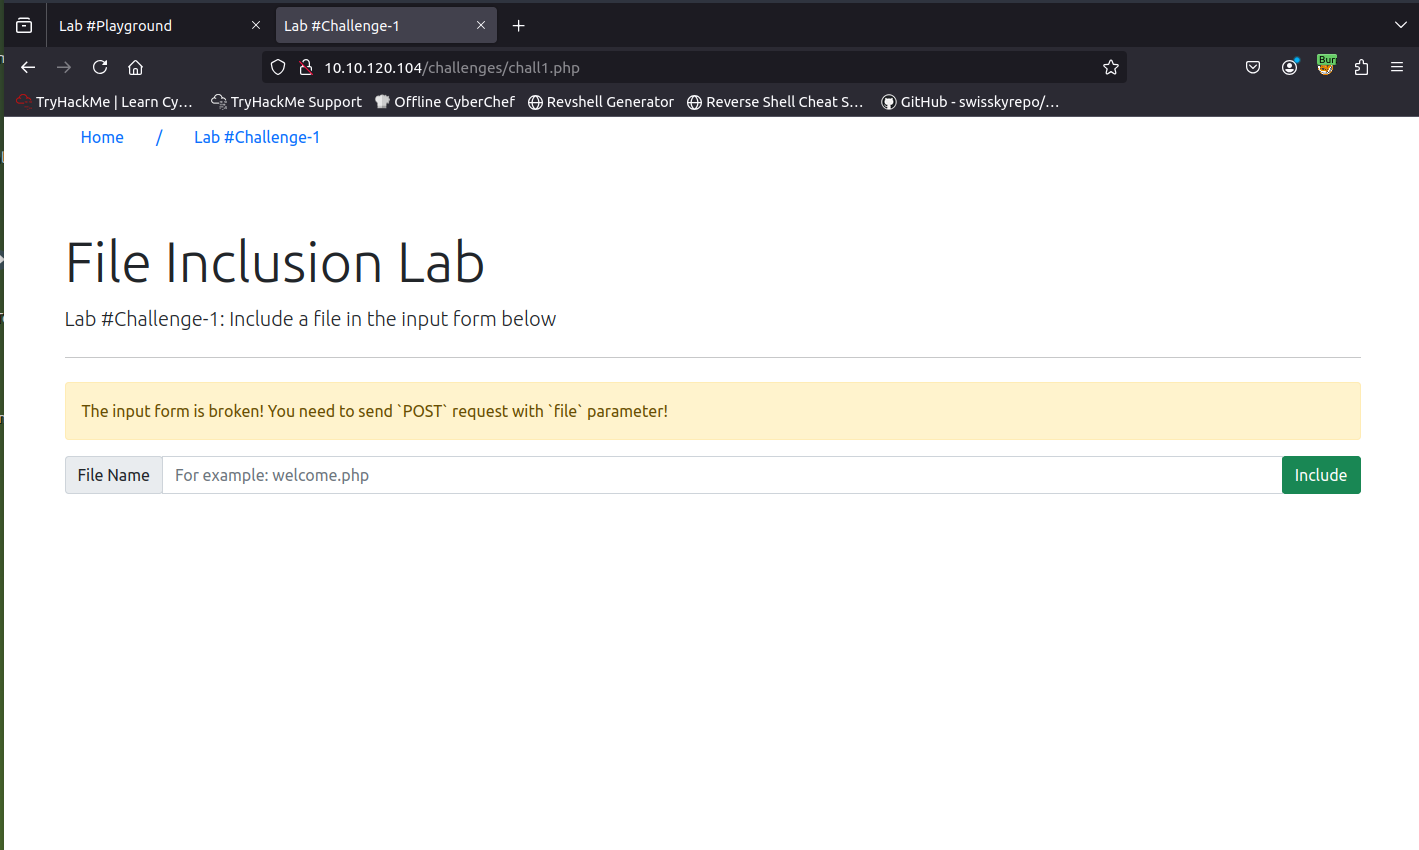 Lab #Playground
Lab #Challenge-1
10.10.120.104/challenges/chall1.php
Bur
TryHackMe | Learn Cy… TryHackMe Support Offline CyberChef Revshell Generator Reverse Shell Cheat S… GitHub - swisskyrepo/…
Home / Lab #Challenge-1
File Inclusion Lab
Lab #Challenge-1: Include a file in the input form below
The input form is broken! You need to send `POST` request with `file` parameter!
File Name For example: welcome.php Include